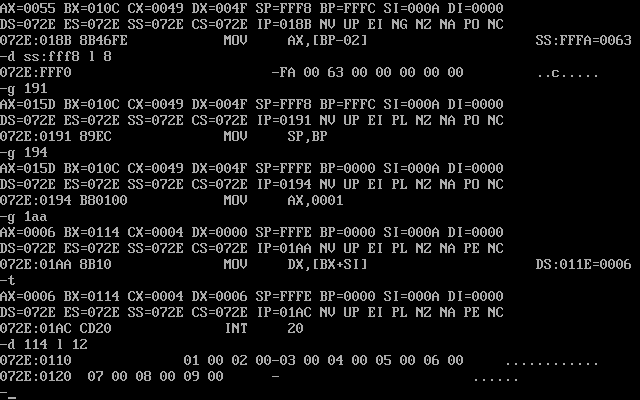 AX=0055 BX=010C CX=0049 DX=004F SP=FFF8 BP=FFFC SI=000A DI=0000
DS=072E ES=072E SS=072E CS=072E IP=018B NV UP EI NG NZ NA PO NC
072E:018B 8B46FE MOV AX,[BP-02] SS:FFFA=0063
-d ss:fff8 l 8
072E:FFF0 -FA 00 63 00 00 00 00 00 ..c.....
-g 191
AX=015D BX=010C CX=0049 DX=004F SP=FFF8 BP=FFFC SI=000A DI=0000
DS=072E ES=072E SS=072E CS=072E IP=0191 NV UP EI PL NZ NA PO NC
072E:0191 89EC MOV SP,BP
-g 194
AX=015D BX=010C CX=0049 DX=004F SP=FFFE BP=0000 SI=000A DI=0000
DS=072E ES=072E SS=072E CS=072E IP=0194 NV UP EI PL NZ NA PO NC
072E:0194 B80100 MOV AX,0001
-g 1aa
AX=0006 BX=0114 CX=0004 DX=0000 SP=FFFE BP=0000 SI=000A DI=0000
DS=072E ES=072E SS=072E CS=072E IP=01AA NV UP EI PL NZ NA PE NC
072E:01AA 8B10 MOV DX,[BX+SI] DS:011E=0006
-t
AX=0006 BX=0114 CX=0004 DX=0006 SP=FFFE BP=0000 SI=000A DI=0000
DS=072E ES=072E SS=072E CS=072E IP=01AC NV UP EI PL NZ NA PE NC
072E:01AC CD20 INT 20
-d 114 l 12
072E:0110 01 00 02 00-03 00 04 00 05 00 06 00 ............
072E:0120 07 00 08 00 09 00 - ......
-_